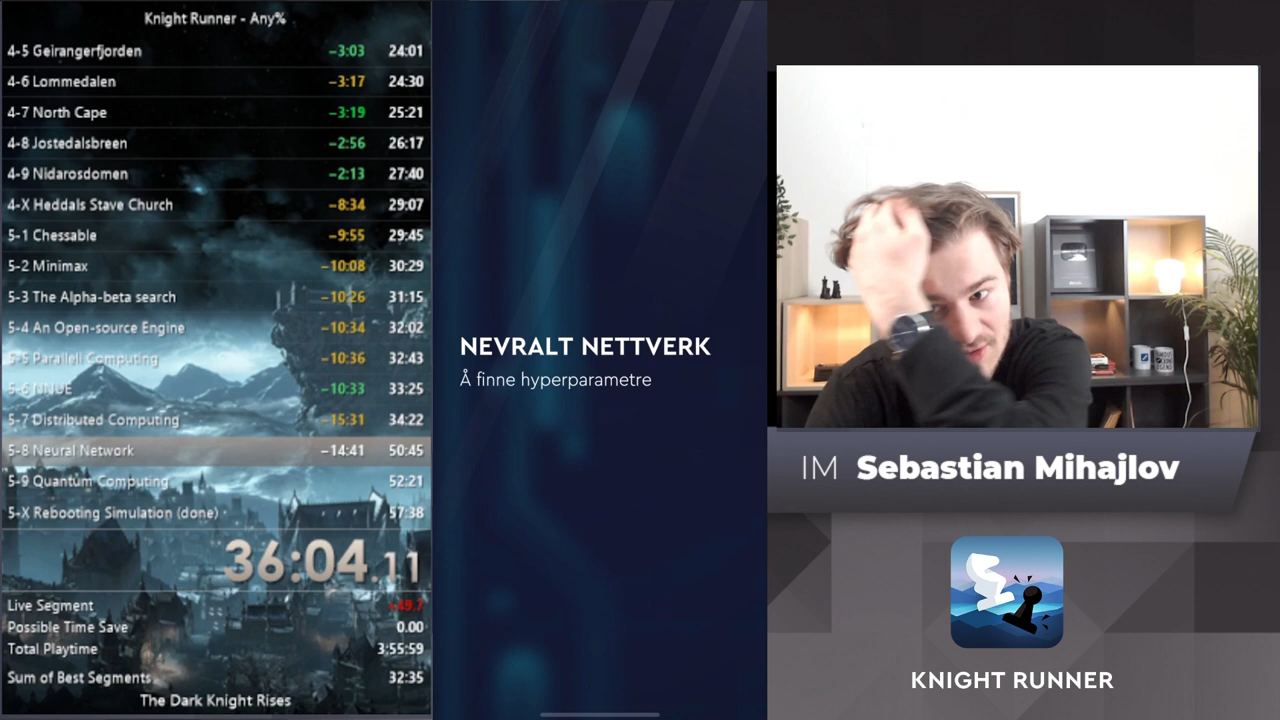 Knight Runner - Any%
4-5 Geirangerfjorden −3:03 24:01
4-6 Lommedalen −3:17 24:30
4-7 North Cape −3:19 25:21
4-8 Jostedalsbreen −2:56 26:17
4-9 Nidarosdomen −2:13 27:40
4-X Heddals Stave Church −8:34 29:07
5-1 Chessable −9:55 29:45
5-2 Minimax −10:08 30:29
5-3 The Alpha-beta search −10:26 31:15
5-4 An Open-source Engine −10:34 32:02
5-5 Parallell Computing −10:36 32:43
5-6 NNUE −10:33 33:25
5-7 Distributed Computing −15:31 34:22
5-8 Neural Network −14:41 50:45
5-9 Quantum Computing 52:21
5-X Rebooting Simulation (done) 57:38
36:04.11
Live Segment +49.7
Possible Time Save 0.00
Total Playtime 3:55:59
Sum of Best Segments 32:35
The Dark Knight Rises
NEVRALT NETTVERK
Å finne hyperparametre
IM Sebastian Mihajlov
KNIGHT RUNNER